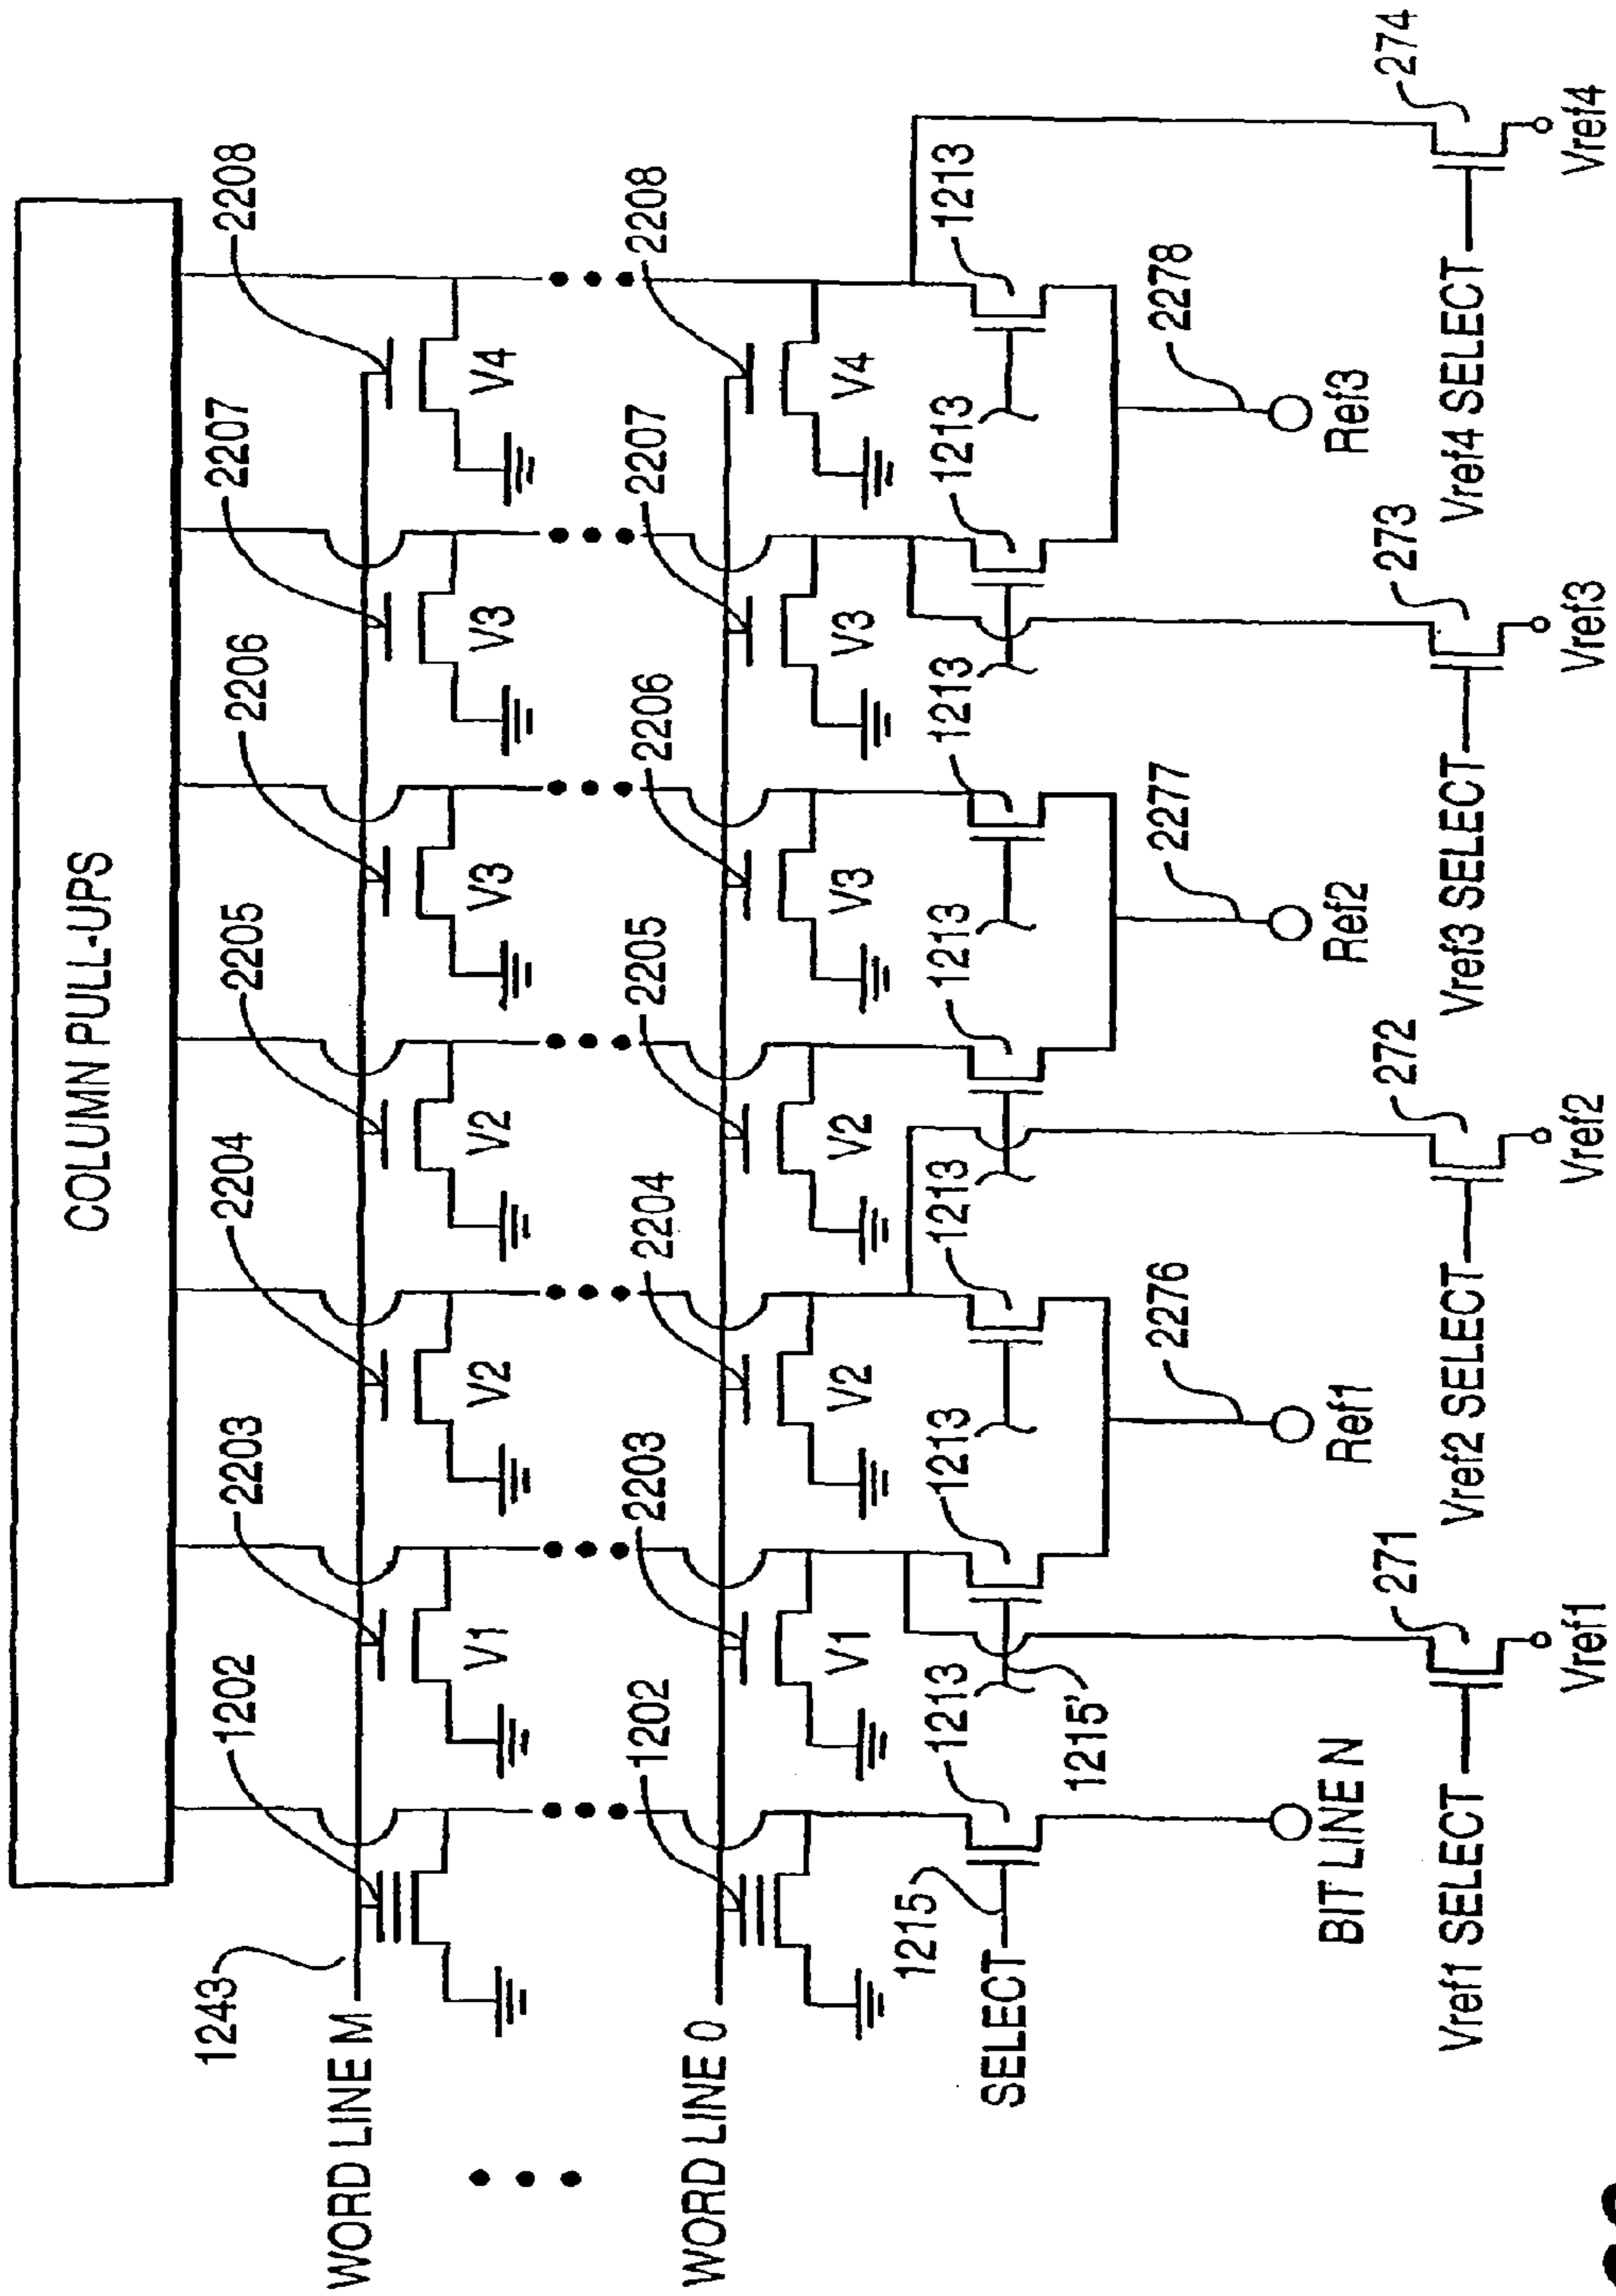 COLUMN PULL-UPS
1243
1202
2203
2204
2205
2206
2207
2208
WORD LINE M
V1
V2
V2
V3
V3
V4
1202
2203
2204
2205
2206
2207
2208
WORD LINE 0
V1
V2
V2
V3
V3
V4
1215
1213
1213
1213
1213
1213
1213
1213
SELECT
1215'
2276
2277
2278
BIT LINE N
Ref1
Ref2
Ref3
271
272
273
274
Vref1 SELECT
Vref2 SELECT
Vref3 SELECT
Vref4 SELECT
Vref1
Vref2
Vref3
Vref4